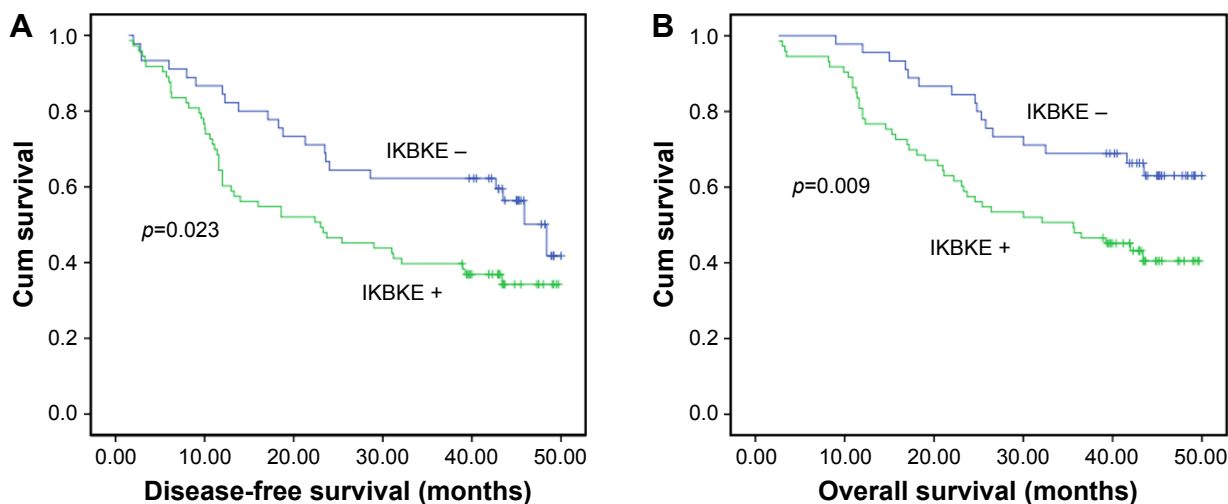 A
Cum survival
1.0
0.8
0.6
0.4
0.2
0.0
IKBKE –
p=0.023
IKBKE +
0.00 10.00 20.00 30.00 40.00 50.00
Disease-free survival (months)
B
Cum survival
1.0
0.8
0.6
0.4
0.2
0.0
IKBKE –
p=0.009
IKBKE +
0.00 10.00 20.00 30.00 40.00 50.00
Overall survival (months)